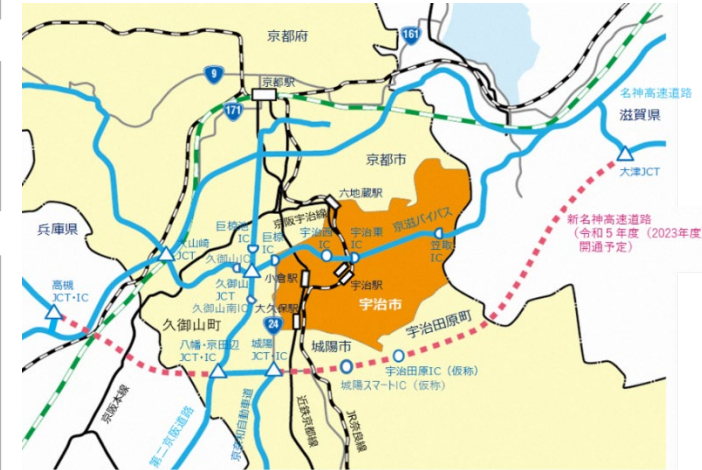 京都府
161
9
京都駅
171
名神高速道路
滋賀県
京都市
大津JCT
六地蔵駅
京阪宇治線
京滋バイパス
新名神高速道路
(令和5年度(2023年度)
開通予定)
兵庫県
巨椋池
IC
巨椋
IC
宇治西
IC
宇治東
IC
笠取
IC
大山崎
JCT
久御山IC
久御山
JCT
久御山南IC
小倉駅
宇治駅
宇治市
高槻
JCT・IC
大久保駅
24
久御山町
宇治田原町
八幡・京田辺
JCT・IC
城陽
JCT・IC
城陽市
宇治田原IC(仮称)
城陽スマートIC(仮称)
京阪本線
第二京阪道路
京奈和自動車道
近鉄京都線
JR奈良線